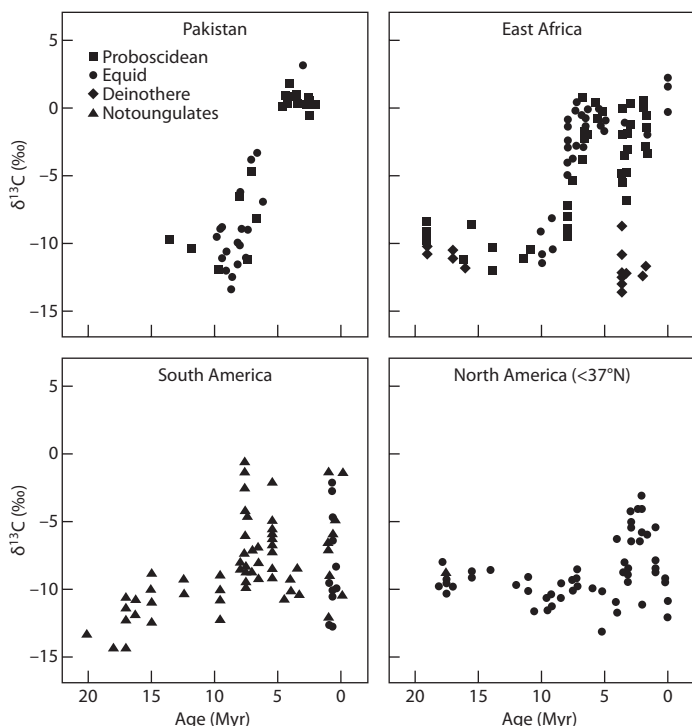 Pakistan
Proboscidean
Equid
Deinothere
Notoungulates
East Africa
5
0
−5
−10
−15
δ¹³C (‰)
South America
North America (<37°N)
5
0
−5
−10
−15
δ¹³C (‰)
20 15 10 5 0
20 15 10 5 0
Age (Myr)
Age (Myr)